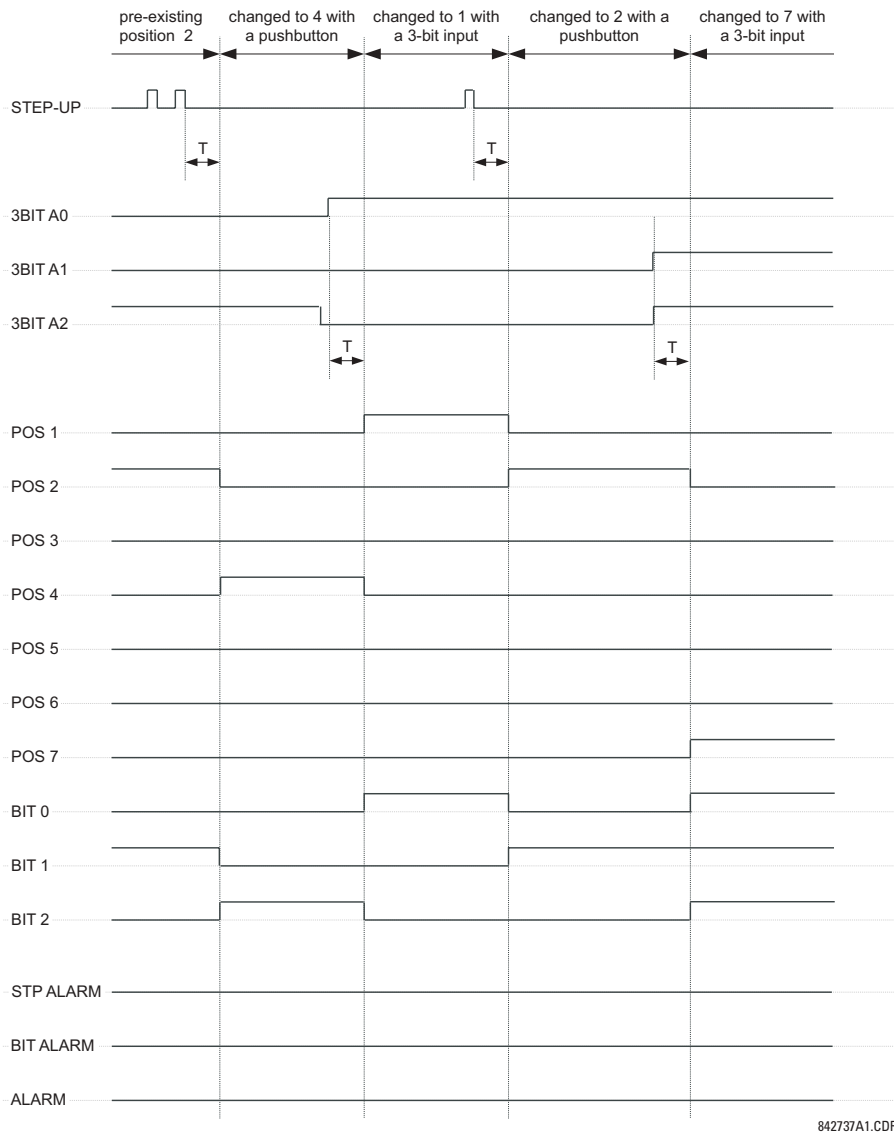 pre-existing
position 2
changed to 4 with
a pushbutton
changed to 1 with
a 3-bit input
changed to 2 with a
pushbutton
changed to 7 with
a 3-bit input
STEP-UP
T
T
3BIT A0
3BIT A1
3BIT A2
T
T
POS 1
POS 2
POS 3
POS 4
POS 5
POS 6
POS 7
BIT 0
BIT 1
BIT 2
STP ALARM
BIT ALARM
ALARM
842737A1.CDR